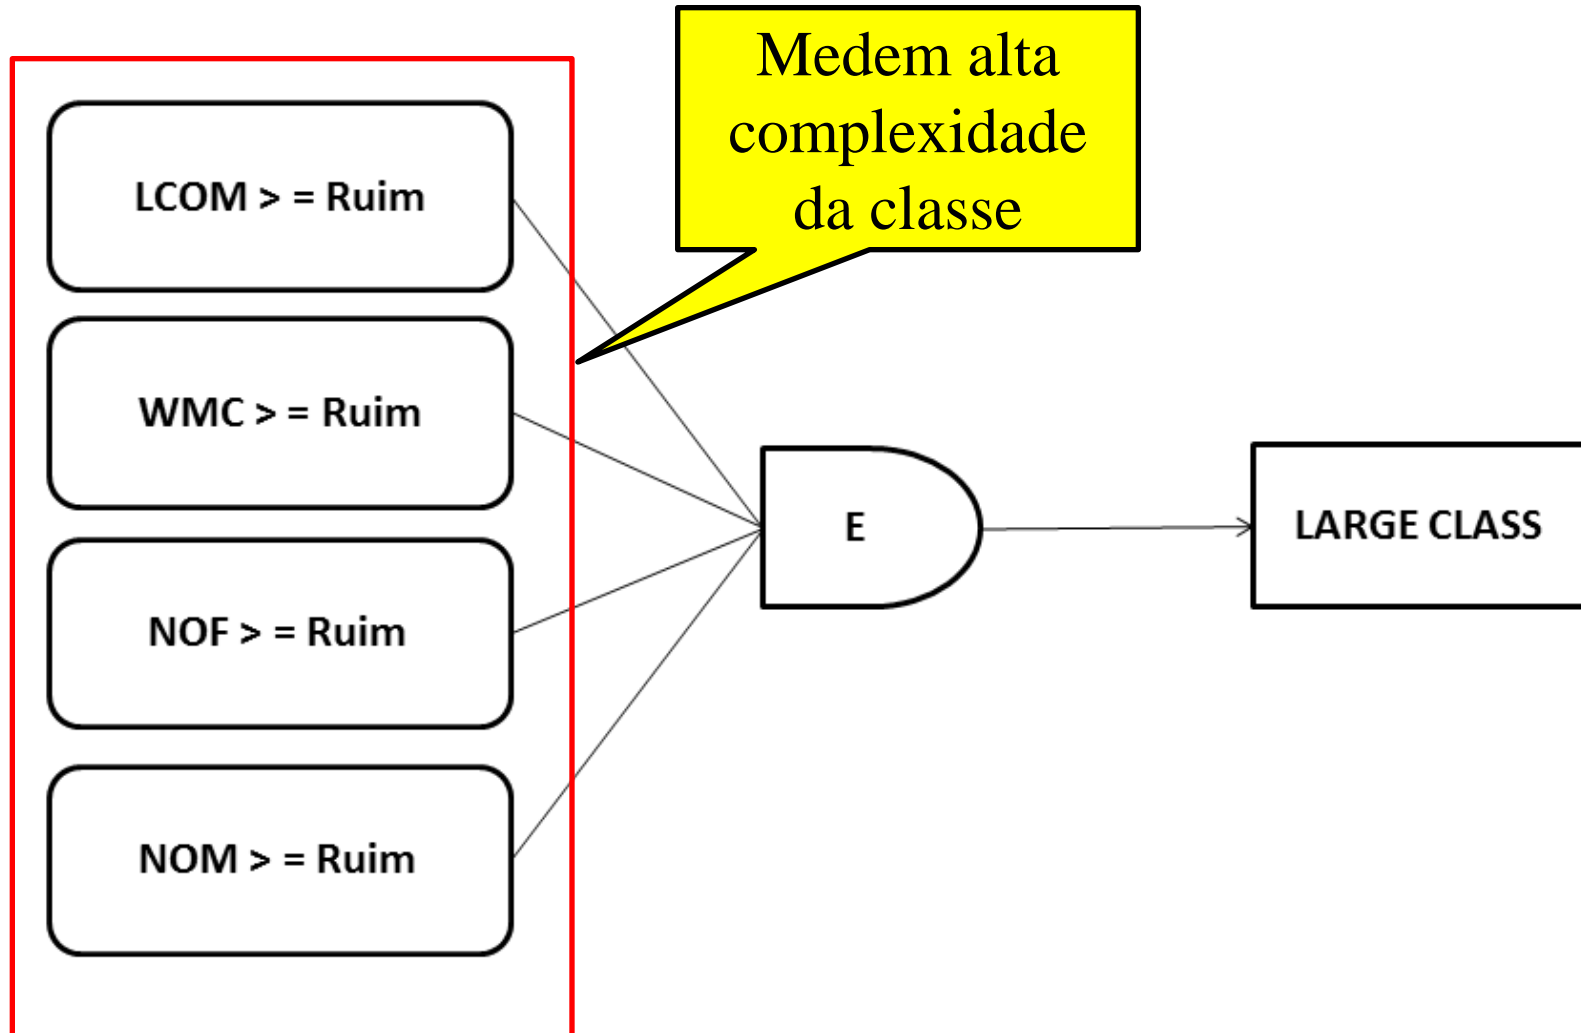 Medem alta
complexidade
da classe
LCOM > = Ruim
WMC > = Ruim
NOF > = Ruim
NOM > = Ruim
E
LARGE CLASS